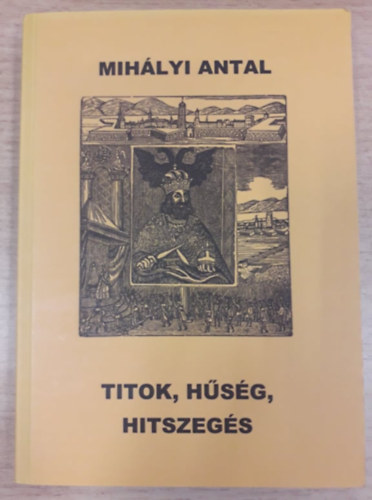 MIHÁLYI ANTAL
TITOK, HŰSÉG,
HITSZEGÉS